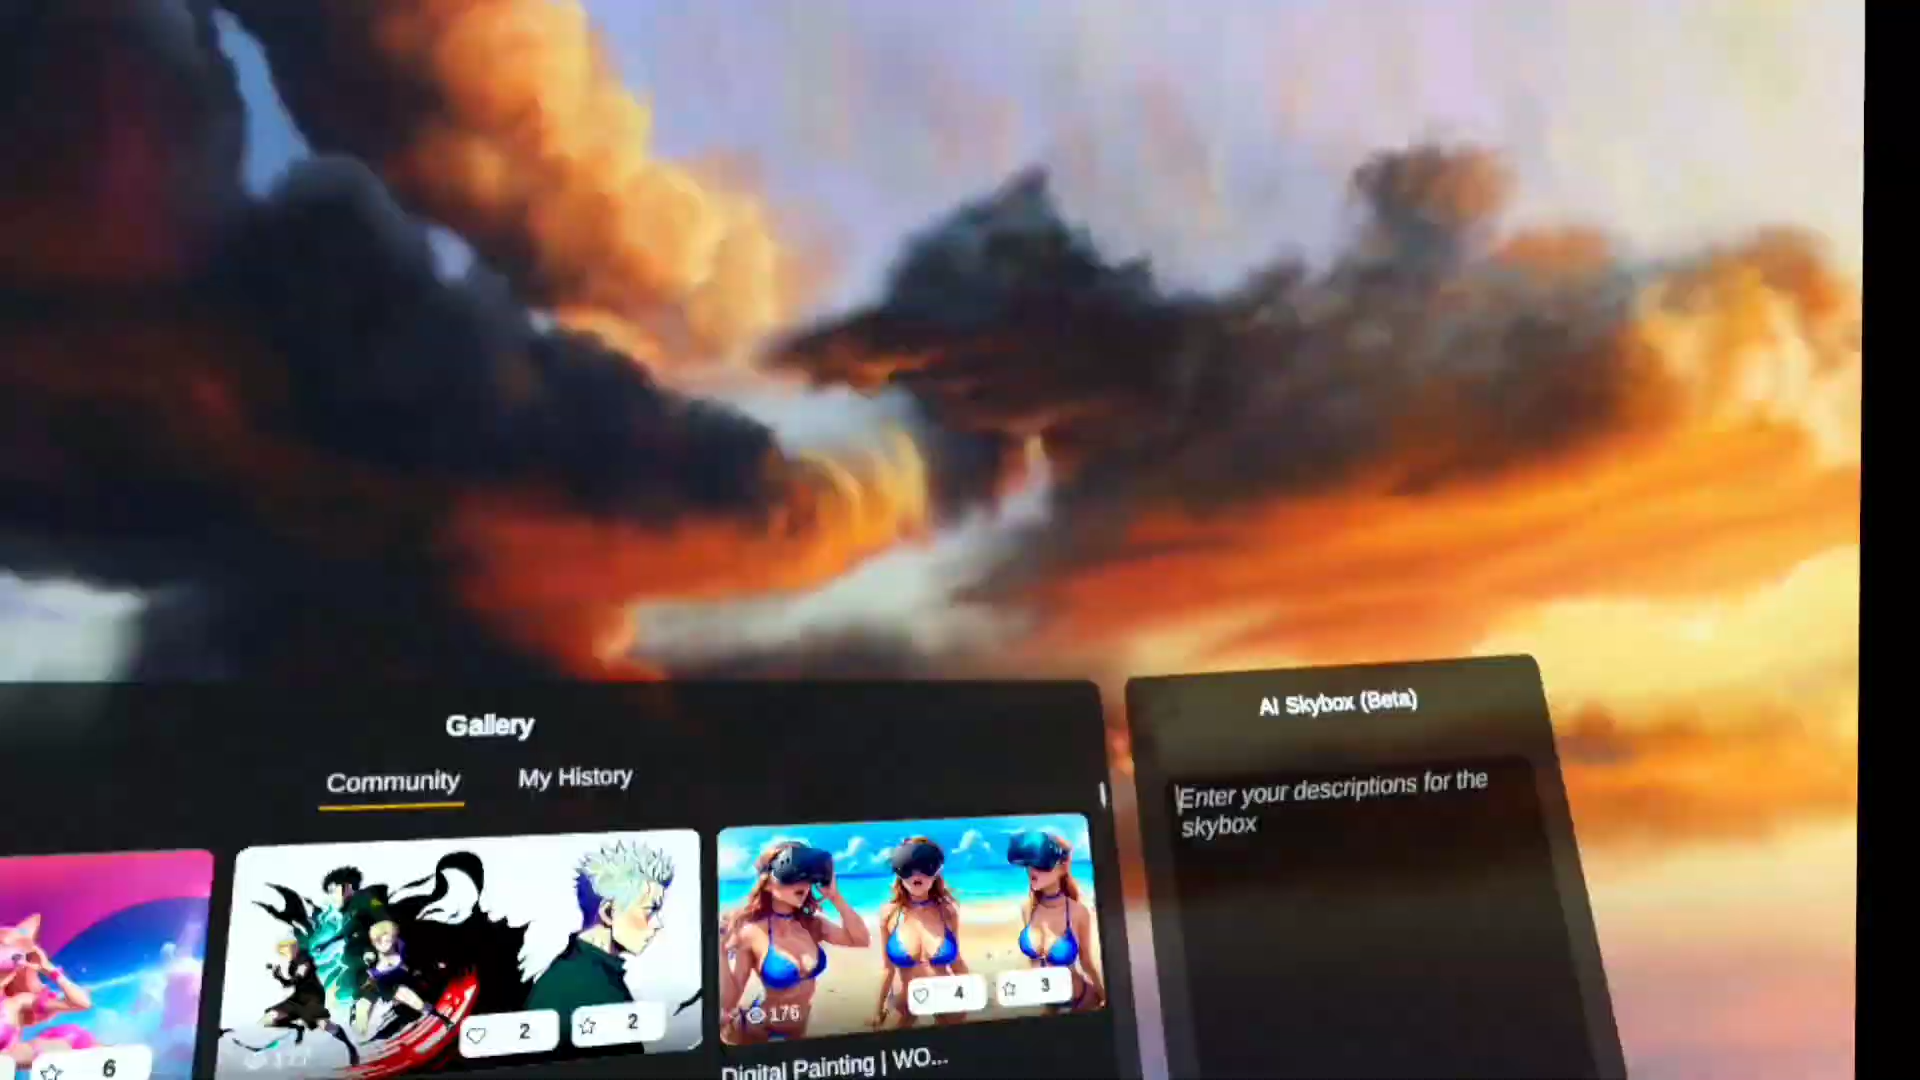 Gallery
Community
My History
AI Skybox (Beta)
Enter your descriptions for the
skybox
6
2
2
176
4
3
Digital Painting | WO...